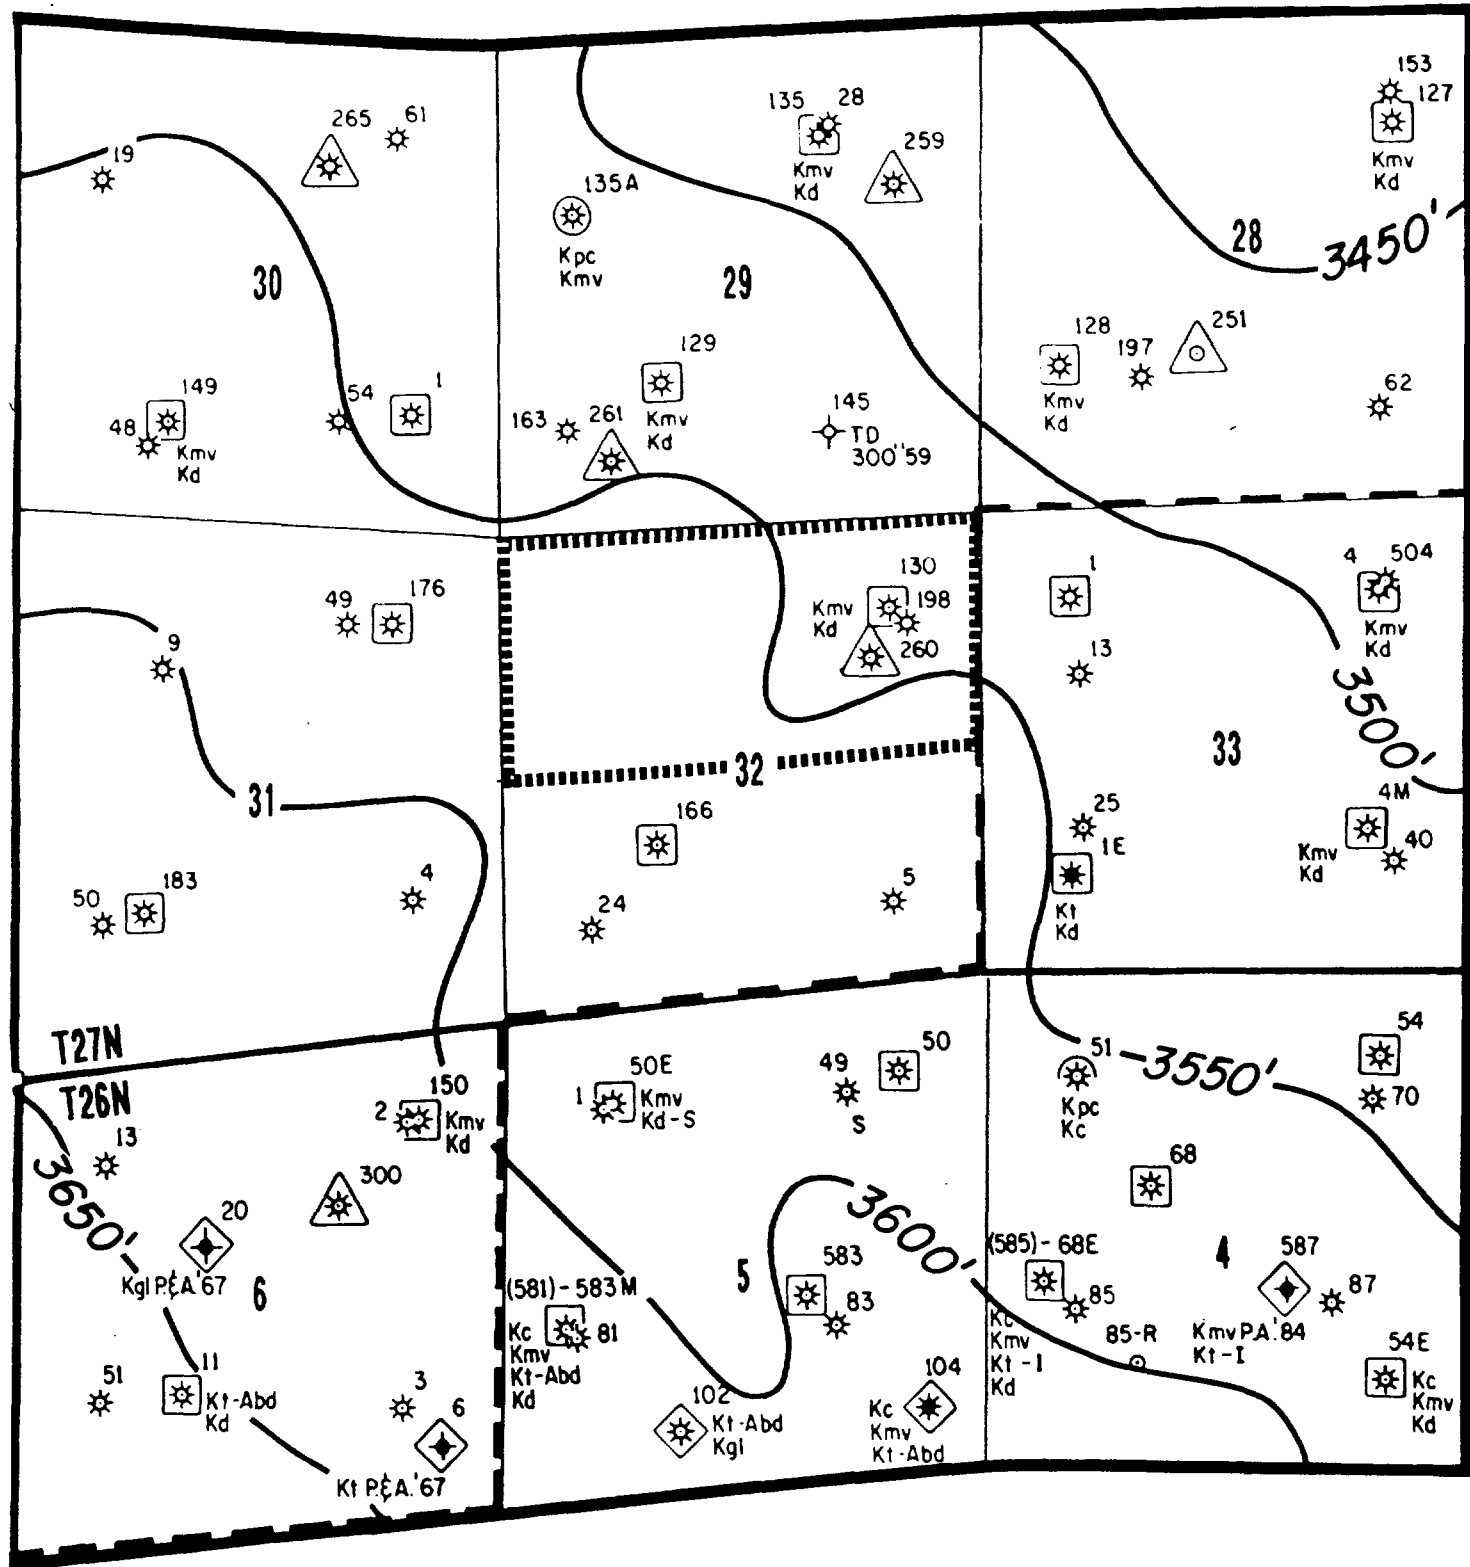 153
127
Kmv
Kd
135
28
Kmv
Kd
259
265
61
19
135A
Kpc
Kmv
30
29
28
3450'
128
Kmv
Kd
197
251
62
129
Kmv
Kd
149
48
Kmv
Kd
54
1
163
261
145
TD
300' '59
49
176
9
130
Kmv
Kd
198
260
1
13
4
504
Kmv
Kd
3500'
31
32
33
166
24
5
25
1E
Kt
Kd
4M
Kmv
Kd
40
50
183
4
T27N
T26N
150
2
Kmv
Kd
13
3650'
20
Kgl P.&A.'67
300
6
51
11
Kt-Abd
Kd
3
6
Kt P.&A.'67
50E
1
Kmv
Kd-S
49
S
50
51
Kpc
Kc
3550'
54
70
68
3600'
5
583
83
(581)-583M
Kc
Kmv
Kt-Abd
Kd
81
102
Kt-Abd
Kgl
104
Kc
Kmv
Kt-Abd
(585)-68E
Kc
Kmv
Kt-I
Kd
85
85-R
4
587
Kmv P.A.'84
Kt-I
87
54E
Kc
Kmv
Kd